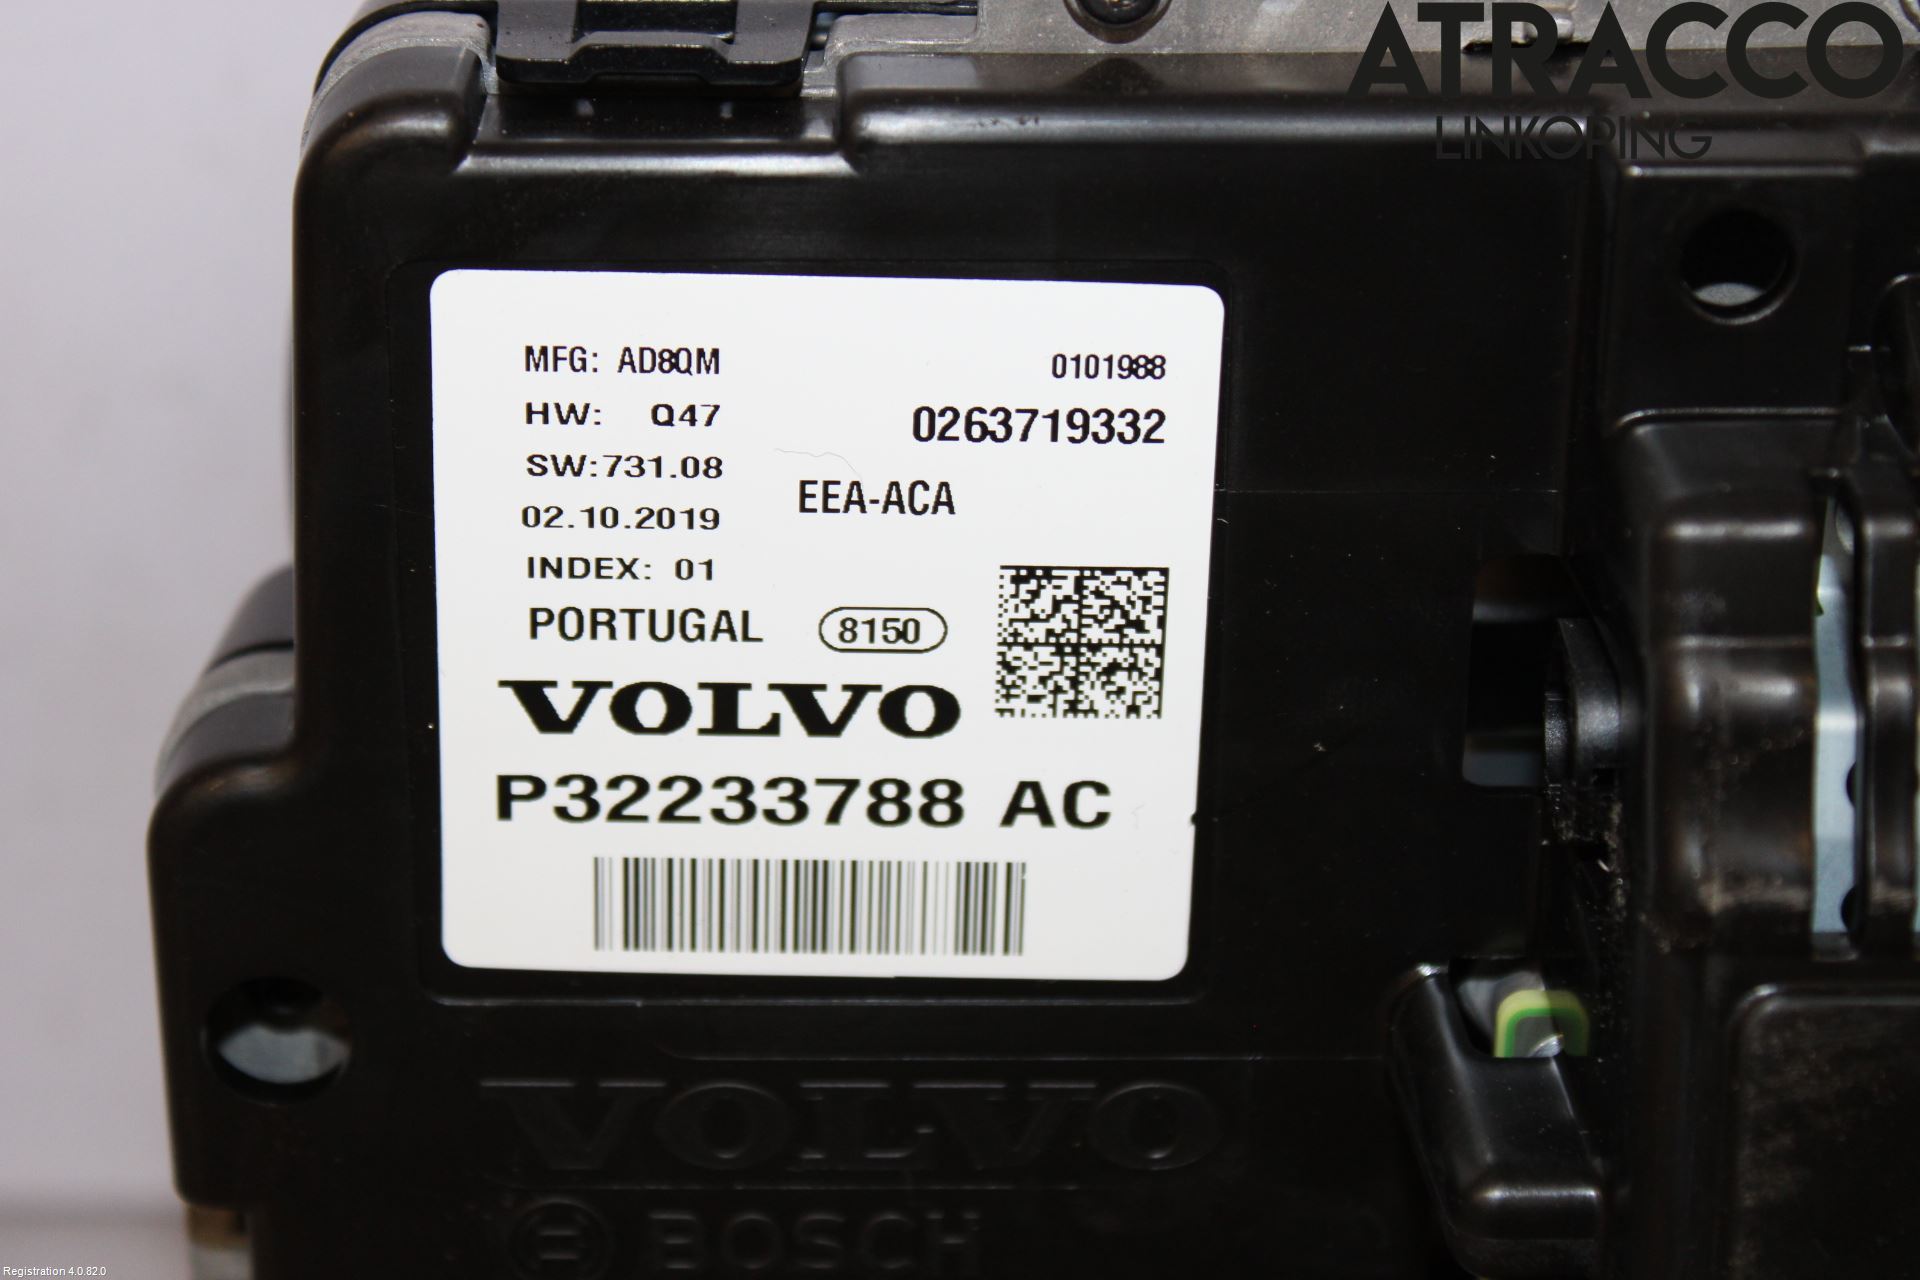 ATRACCO
LINKÖPING
MFG: AD8QM 0101988
HW: Q47 0263719332
SW:731.08
EEA-ACA
02.10.2019
INDEX: 01
PORTUGAL 8150
VOLVO
P32233788 AC
VOLVO
BOSCH
Registration 4.0.82.0